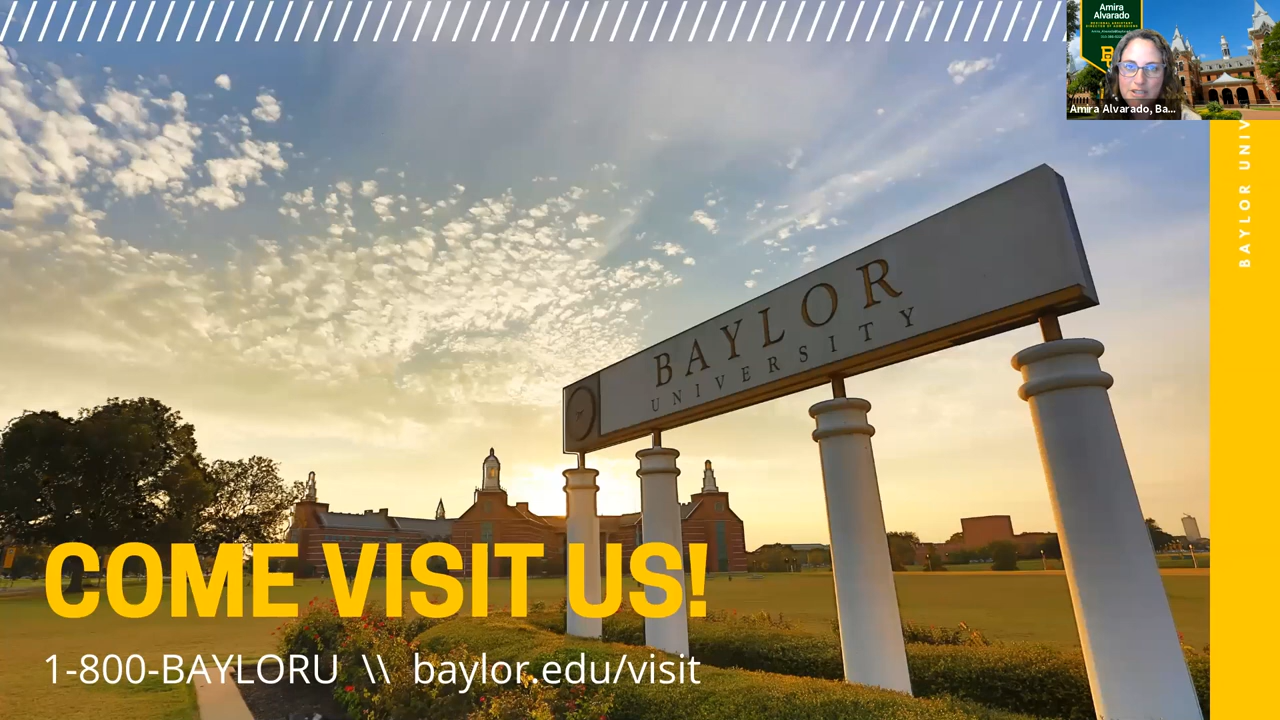 Amira
Alvarado
Amira Alvarado, Ba...
BAYLOR UNIV
BAYLOR
UNIVERSITY
COME VISIT US!
1-800-BAYLORU \\ baylor.edu/visit